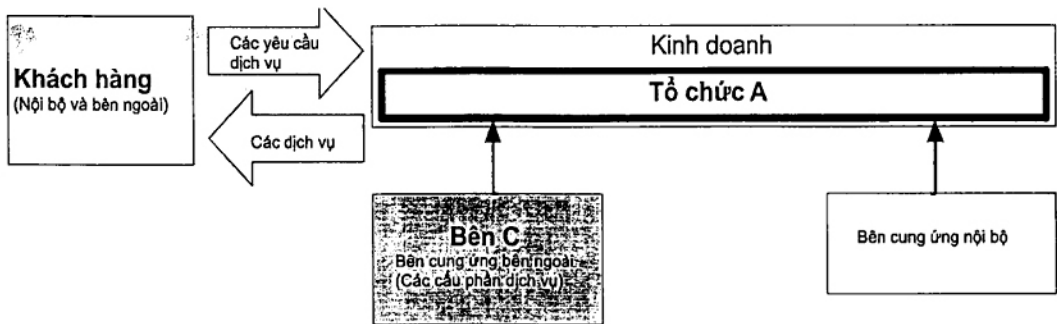 Khách hàng
(Nội bộ và bên ngoài)
Các yêu cầu
dịch vụ
Các dịch vụ
Kinh doanh
Tổ chức A
Bên C
Bên cung ứng bên ngoài
(Các cấu phần dịch vụ)
Bên cung ứng nội bộ